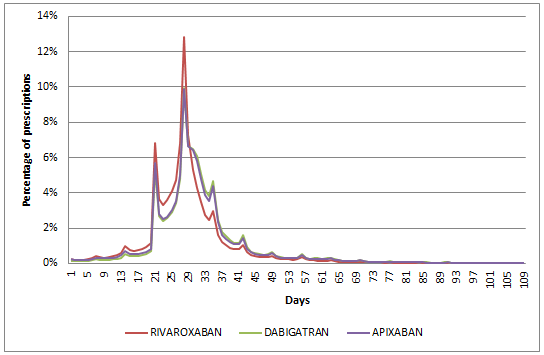 14%
12%
10%
8%
6%
4%
2%
0%
Percentage of prescriptions
1 5 9 13 17 21 25 29 33 37 41 45 49 53 57 61 65 69 73 77 81 85 89 93 97 101 105 109
Days
RIVAROXABAN DABIGATRAN APIXABAN